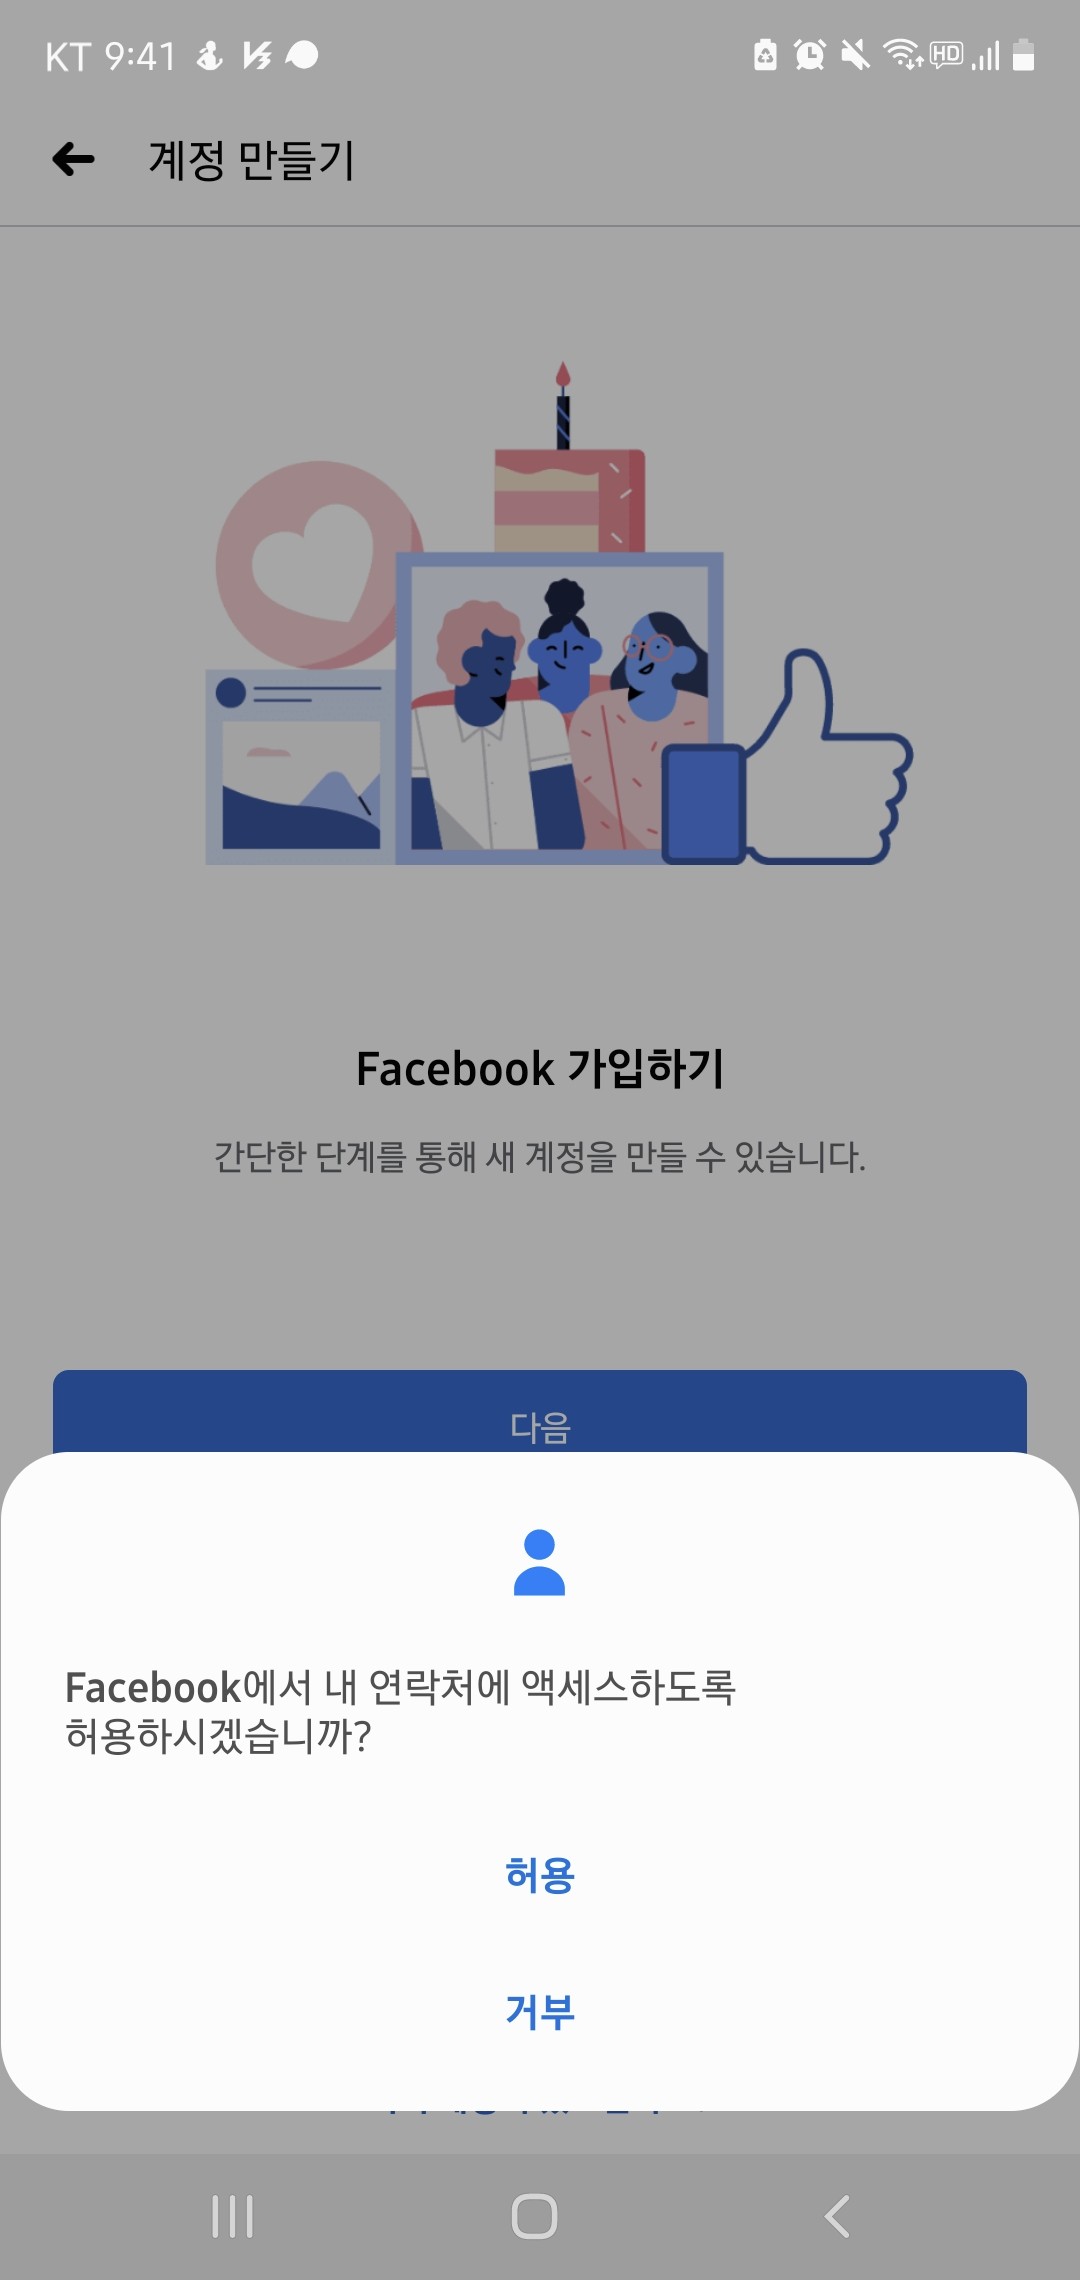 KT 9:41
HD
계정 만들기
Facebook 가입하기
간단한 단계를 통해 새 계정을 만들 수 있습니다.
다음
Facebook에서 내 연락처에 액세스하도록
허용하시겠습니까?
허용
거부